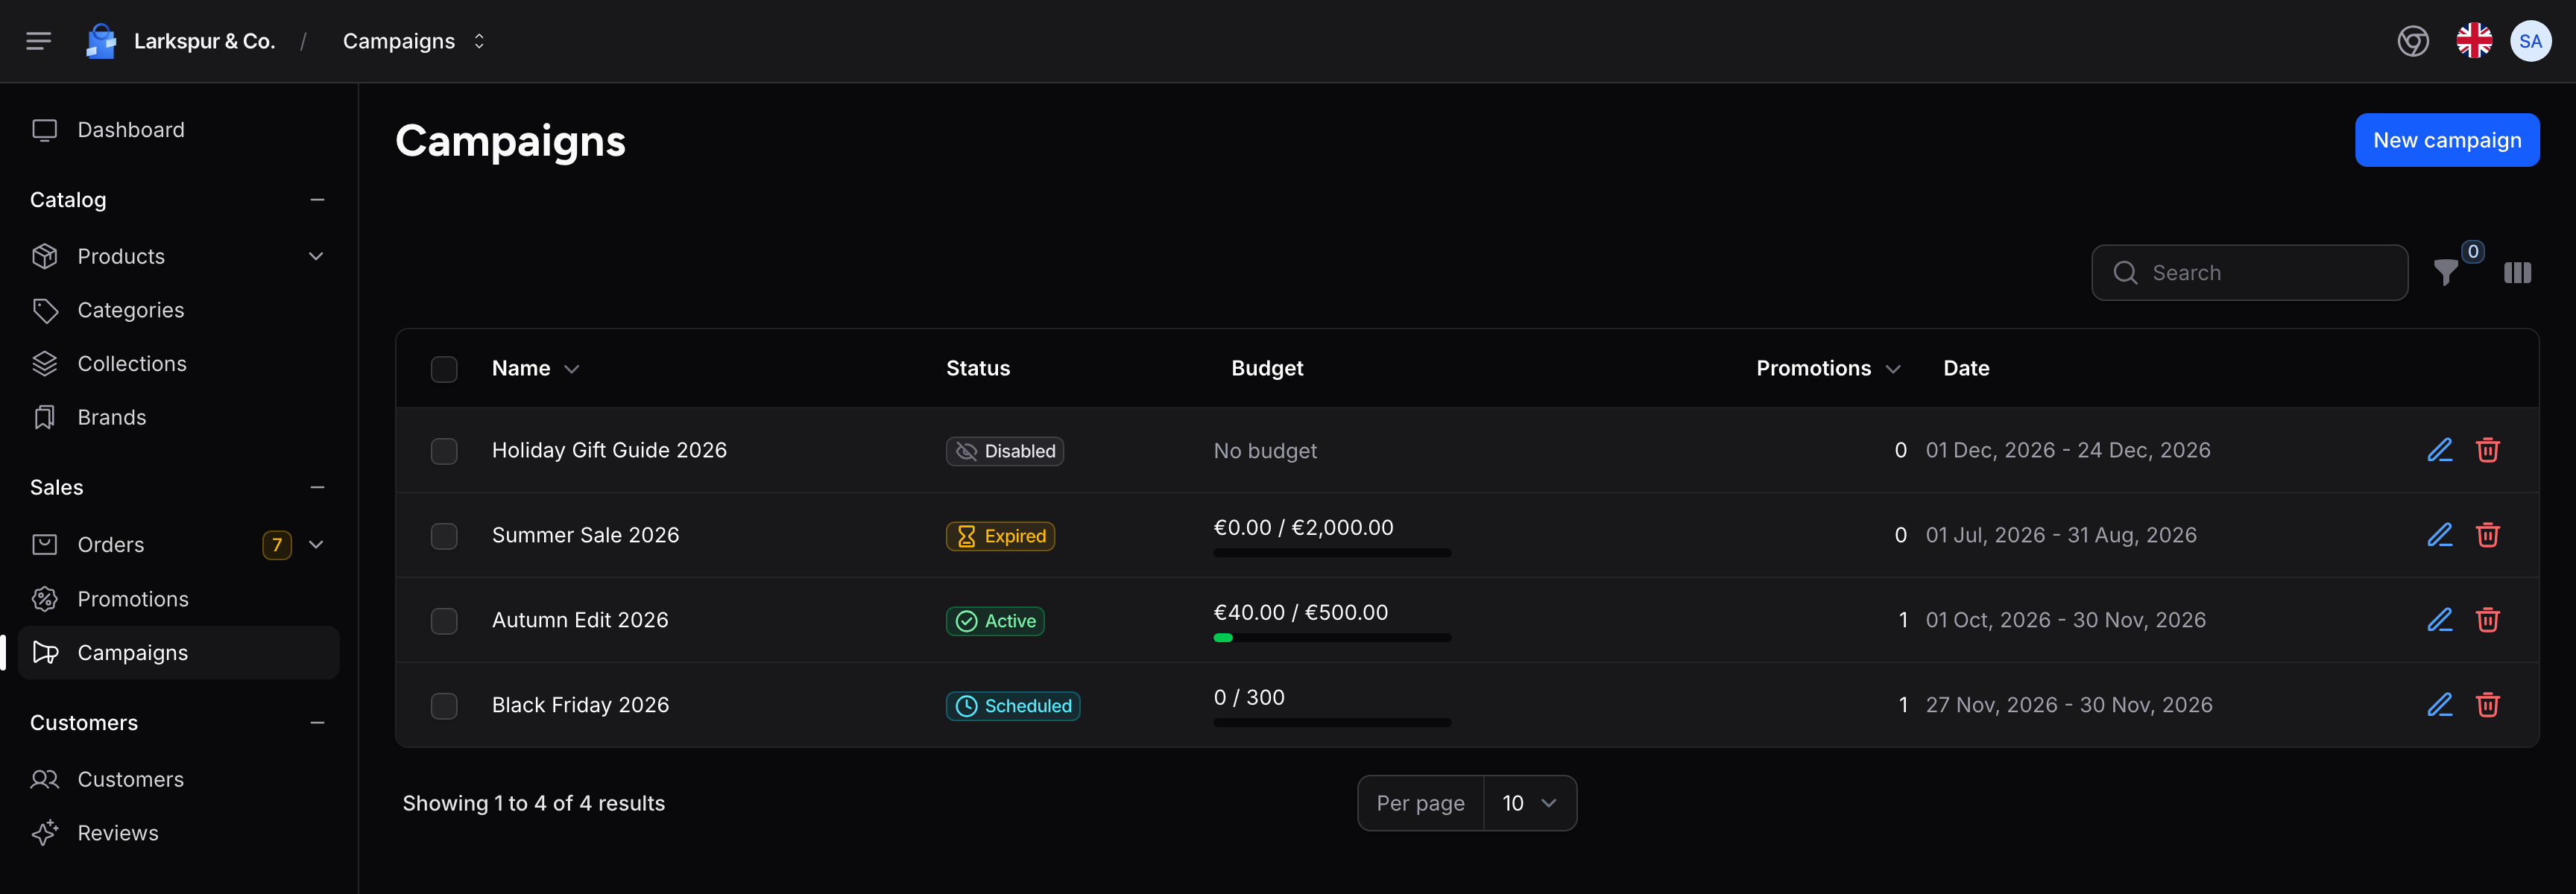 Larkspur & Co. / Campaigns
SA
Dashboard
Catalog
Products
Categories
Collections
Brands
Sales
Orders 7
Promotions
Campaigns
Customers
Customers
Reviews
Campaigns
New campaign
Search
0
Name Status Budget Promotions Date
Holiday Gift Guide 2026 Disabled No budget 0 01 Dec, 2026 - 24 Dec, 2026
Summer Sale 2026 Expired €0.00 / €2,000.00 0 01 Jul, 2026 - 31 Aug, 2026
Autumn Edit 2026 Active €40.00 / €500.00 1 01 Oct, 2026 - 30 Nov, 2026
Black Friday 2026 Scheduled 0 / 300 1 27 Nov, 2026 - 30 Nov, 2026
Showing 1 to 4 of 4 results
Per page 10